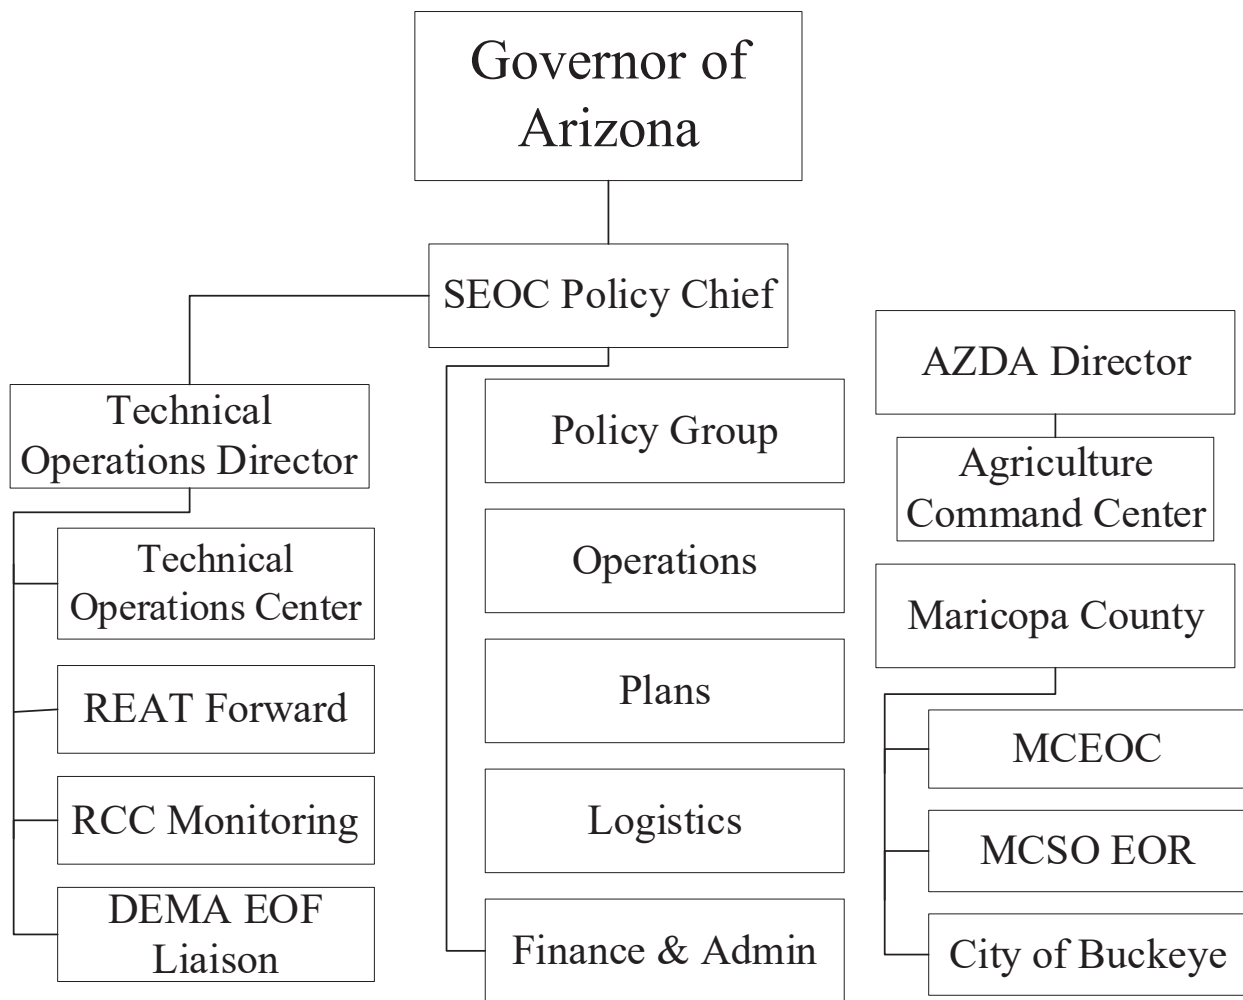 Governor of
Arizona
SEOC Policy Chief
Technical
Operations Director
Technical
Operations Center
REAT Forward
RCC Monitoring
DEMA EOF
Liaison
Policy Group
Operations
Plans
Logistics
Finance & Admin
AZDA Director
Agriculture
Command Center
Maricopa County
MCEOC
MCSO EOR
City of Buckeye